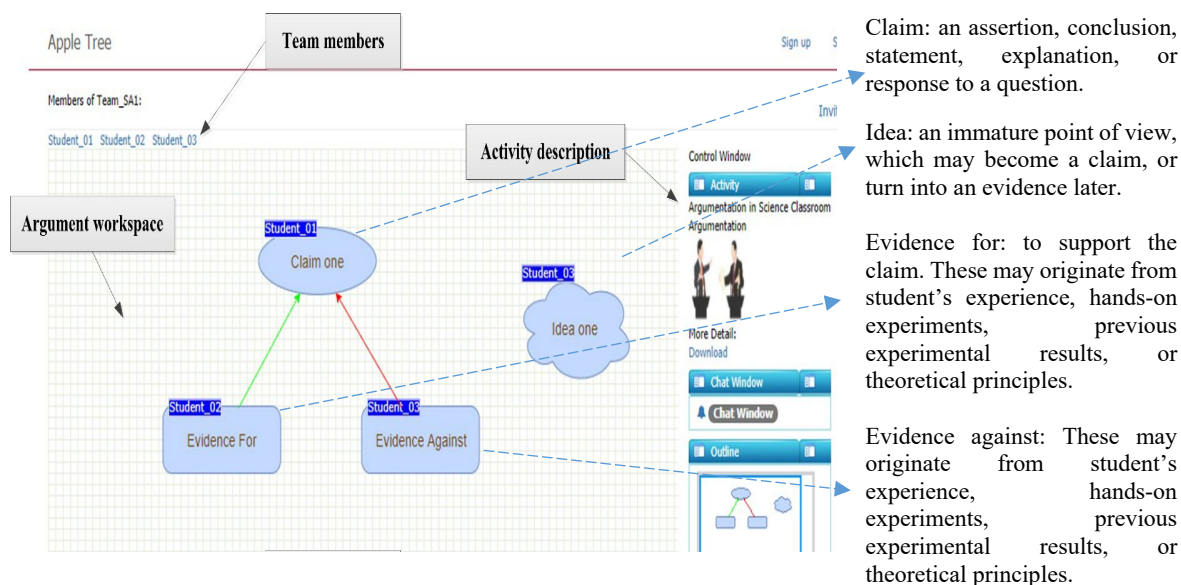 Apple Tree
Team members
Sign up
S
Members of Team_SA1:
Invit
Student_01 Student_02 Student_03
Activity description
Control Window
Activity
Argumentation in Science Classroom
Argumentation
Argument workspace
Student_01
Claim one
Student_03
Idea one
More Detail:
Download
Chat Window
Chat Window
Student_02
Evidence For
Student_03
Evidence Against
Outline
Claim: an assertion, conclusion,
statement, explanation, or
response to a question.
Idea: an immature point of view,
which may become a claim, or
turn into an evidence later.
Evidence for: to support the
claim. These may originate from
student’s experience, hands-on
experiments, previous
experimental results, or
theoretical principles.
Evidence against: These may
originate from student’s
experience, hands-on
experiments, previous
experimental results, or
theoretical principles.